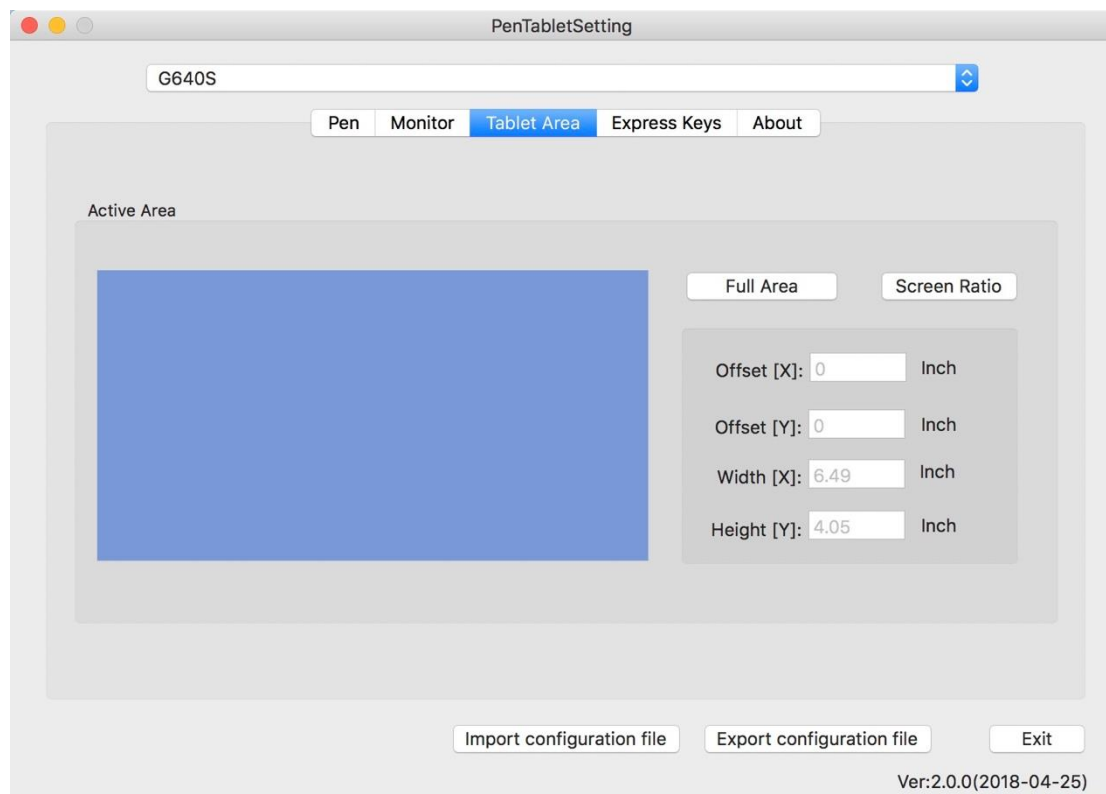 PenTabletSetting
G640S
Pen Monitor Tablet Area Express Keys About
Active Area
Full Area Screen Ratio
Offset [X]: 0 Inch
Offset [Y]: 0 Inch
Width [X]: 6.49 Inch
Height [Y]: 4.05 Inch
Import configuration file Export configuration file Exit
Ver:2.0.0(2018-04-25)